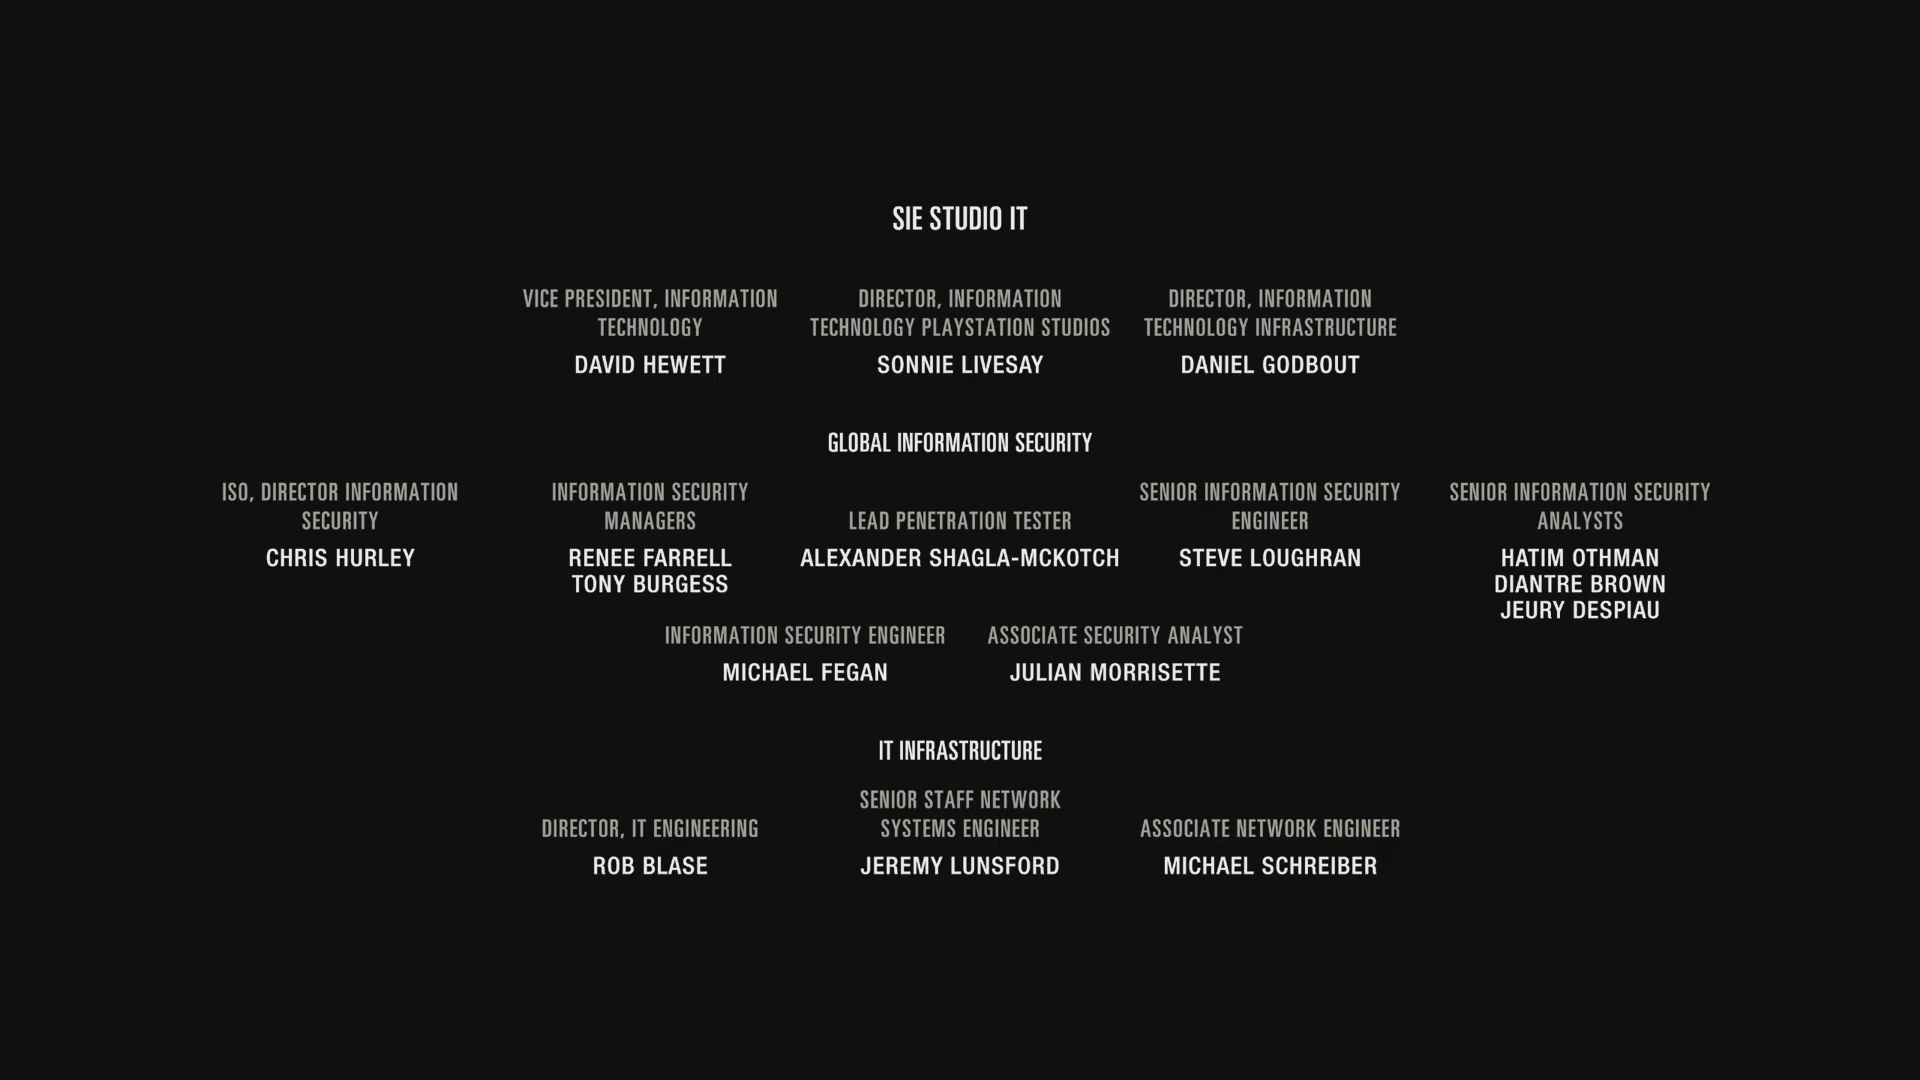 SIE STUDIO IT
VICE PRESIDENT, INFORMATION
TECHNOLOGY
DAVID HEWETT
DIRECTOR, INFORMATION
TECHNOLOGY PLAYSTATION STUDIOS
SONNIE LIVESAY
DIRECTOR, INFORMATION
TECHNOLOGY INFRASTRUCTURE
DANIEL GODBOUT
GLOBAL INFORMATION SECURITY
ISO, DIRECTOR INFORMATION
SECURITY
CHRIS HURLEY
INFORMATION SECURITY
MANAGERS
RENEE FARRELL
TONY BURGESS
LEAD PENETRATION TESTER
ALEXANDER SHAGLA-MCKOTCH
SENIOR INFORMATION SECURITY
ENGINEER
STEVE LOUGHRAN
SENIOR INFORMATION SECURITY
ANALYSTS
HATIM OTHMAN
DIANTRE BROWN
JEURY DESPIAU
INFORMATION SECURITY ENGINEER
MICHAEL FEGAN
ASSOCIATE SECURITY ANALYST
JULIAN MORRISETTE
IT INFRASTRUCTURE
DIRECTOR, IT ENGINEERING
ROB BLASE
SENIOR STAFF NETWORK
SYSTEMS ENGINEER
JEREMY LUNSFORD
ASSOCIATE NETWORK ENGINEER
MICHAEL SCHREIBER